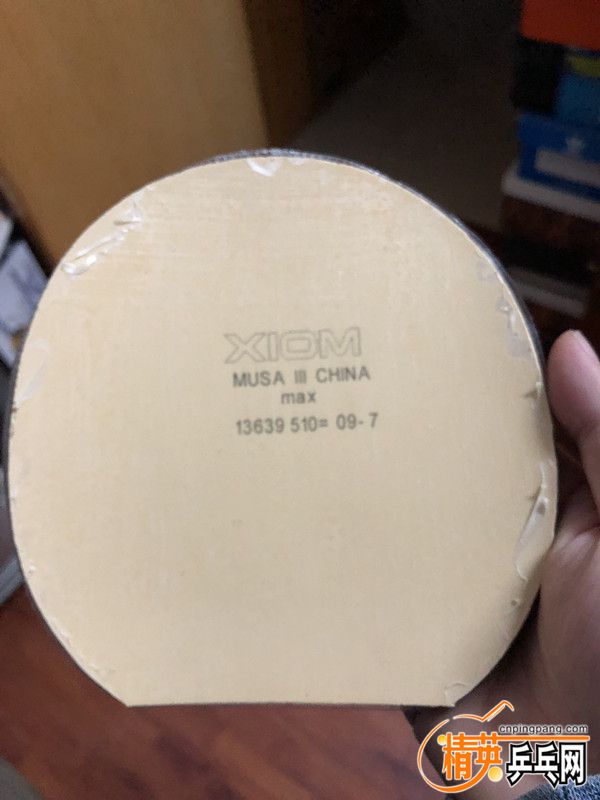 XIOM
MUSA III CHINA
max
13639 510= 09-7
cnpingpang.com
精英乒乓网